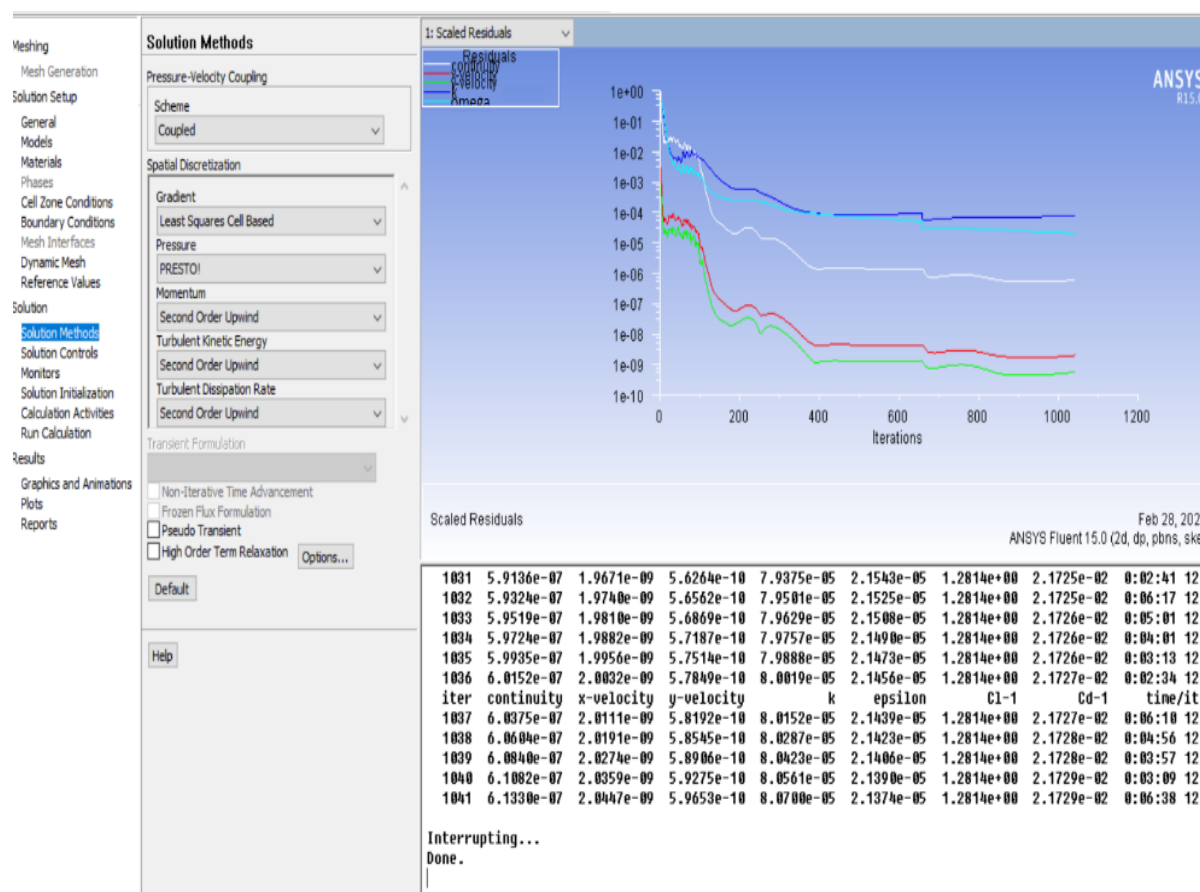 Meshing
Mesh Generation
Solution Setup
General
Models
Materials
Phases
Cell Zone Conditions
Boundary Conditions
Mesh Interfaces
Dynamic Mesh
Reference Values
Solution
Solution Methods
Solution Controls
Monitors
Solution Initialization
Calculation Activities
Run Calculation
Results
Graphics and Animations
Plots
Reports
Solution Methods
Pressure-Velocity Coupling
Scheme
Coupled
Spatial Discretization
Gradient
Least Squares Cell Based
Pressure
PRESTO!
Momentum
Second Order Upwind
Turbulent Kinetic Energy
Second Order Upwind
Turbulent Dissipation Rate
Second Order Upwind
Transient Formulation
Non-Iterative Time Advancement
Frozen Flux Formulation
Pseudo Transient
High Order Term Relaxation Options...
Default
Help
1: Scaled Residuals
Residuals
continuity
x-velocity
y-velocity
k
omega
ANSYS
R15.0
1e+00
1e-01
1e-02
1e-03
1e-04
1e-05
1e-06
1e-07
1e-08
1e-09
1e-10
0 200 400 600 800 1000 1200
Iterations
Scaled Residuals
Feb 28, 202
ANSYS Fluent 15.0 (2d, dp, pbns, ske
1031 5.9136e-07 1.9671e-09 5.6264e-10 7.9375e-05 2.1543e-05 1.2814e+00 2.1725e-02 0:02:41 12
1032 5.9324e-07 1.9740e-09 5.6562e-10 7.9501e-05 2.1525e-05 1.2814e+00 2.1725e-02 0:06:17 12
1033 5.9519e-07 1.9810e-09 5.6869e-10 7.9629e-05 2.1508e-05 1.2814e+00 2.1726e-02 0:05:01 12
1034 5.9724e-07 1.9882e-09 5.7187e-10 7.9757e-05 2.1490e-05 1.2814e+00 2.1726e-02 0:04:01 12
1035 5.9935e-07 1.9956e-09 5.7514e-10 7.9888e-05 2.1473e-05 1.2814e+00 2.1726e-02 0:03:13 12
1036 6.0152e-07 2.0032e-09 5.7849e-10 8.0019e-05 2.1456e-05 1.2814e+00 2.1727e-02 0:02:34 12
iter continuity x-velocity y-velocity k epsilon Cl-1 Cd-1 time/it
1037 6.0375e-07 2.0111e-09 5.8192e-10 8.0152e-05 2.1439e-05 1.2814e+00 2.1727e-02 0:06:10 12
1038 6.0604e-07 2.0191e-09 5.8545e-10 8.0287e-05 2.1423e-05 1.2814e+00 2.1728e-02 0:04:56 12
1039 6.0840e-07 2.0274e-09 5.8906e-10 8.0423e-05 2.1406e-05 1.2814e+00 2.1728e-02 0:03:57 12
1040 6.1082e-07 2.0359e-09 5.9275e-10 8.0561e-05 2.1390e-05 1.2814e+00 2.1729e-02 0:03:09 12
1041 6.1330e-07 2.0447e-09 5.9653e-10 8.0700e-05 2.1374e-05 1.2814e+00 2.1729e-02 0:06:38 12
Interrupting...
Done.